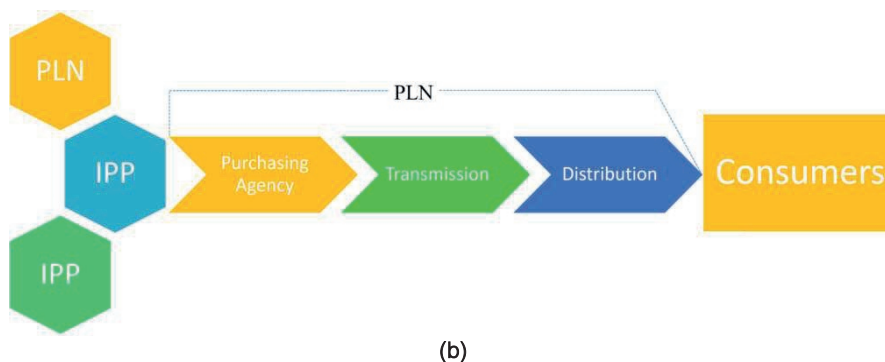 PLN
PLN
IPP
Purchasing
Agency
Transmission
Distribution
Consumers
IPP
(b)